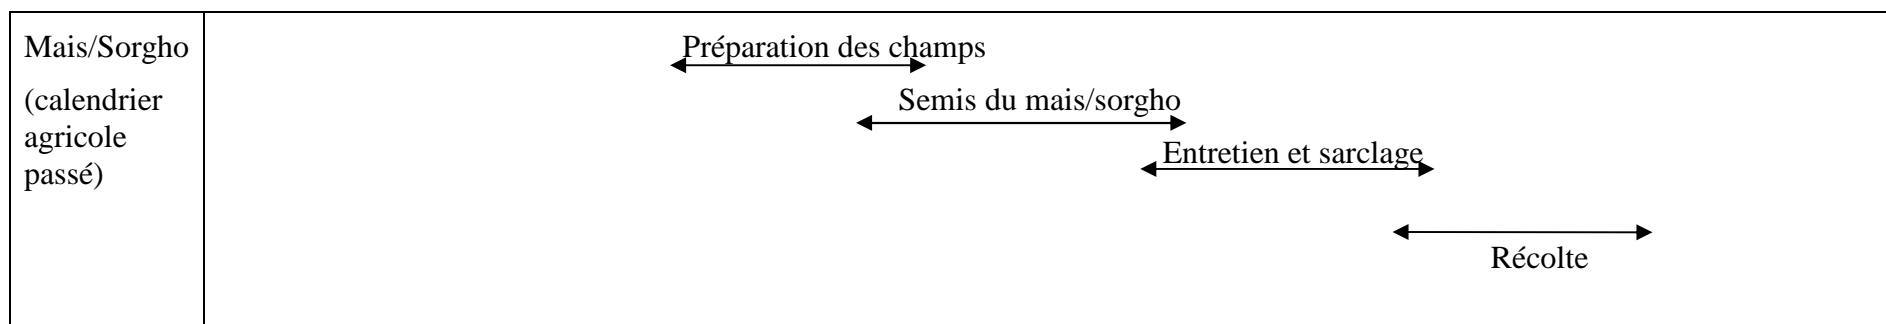 Mais/Sorgho
(calendrier
agricole
passé)
Préparation des champs
Semis du mais/sorgho
Entretien et sarclage
Récolte